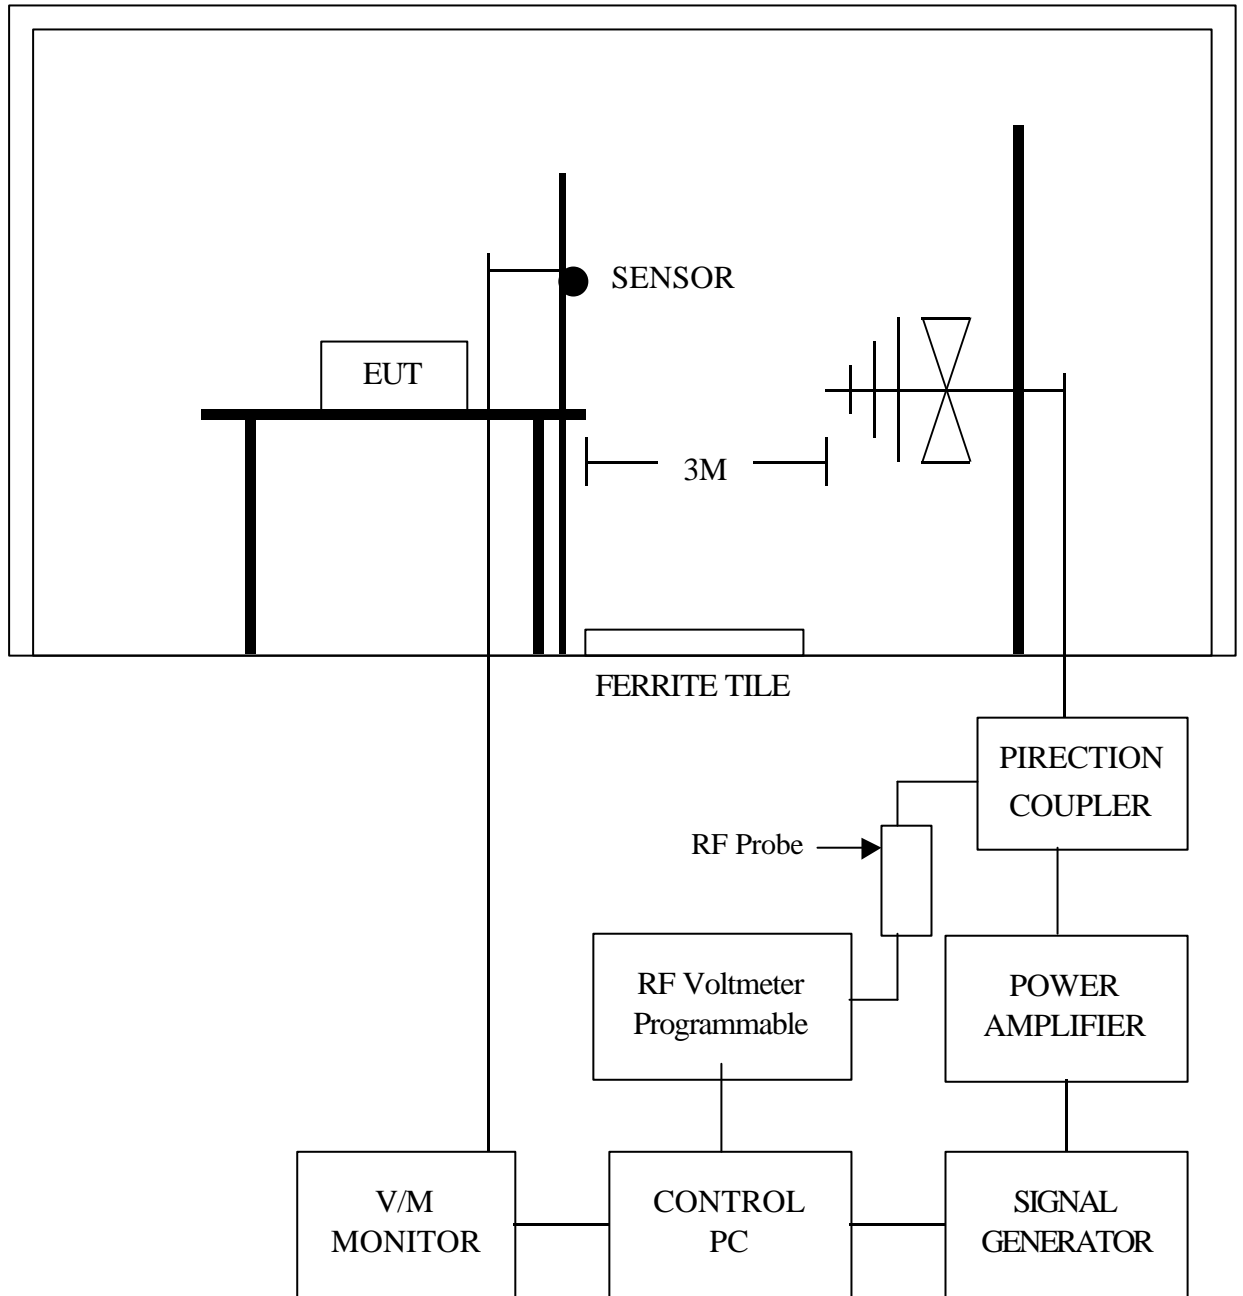 SENSOR
EUT
3M
FERRITE TILE
PIRECTION
COUPLER
RF Probe
RF Voltmeter
Programmable
POWER
AMPLIFIER
V/M
MONITOR
CONTROL
PC
SIGNAL
GENERATOR